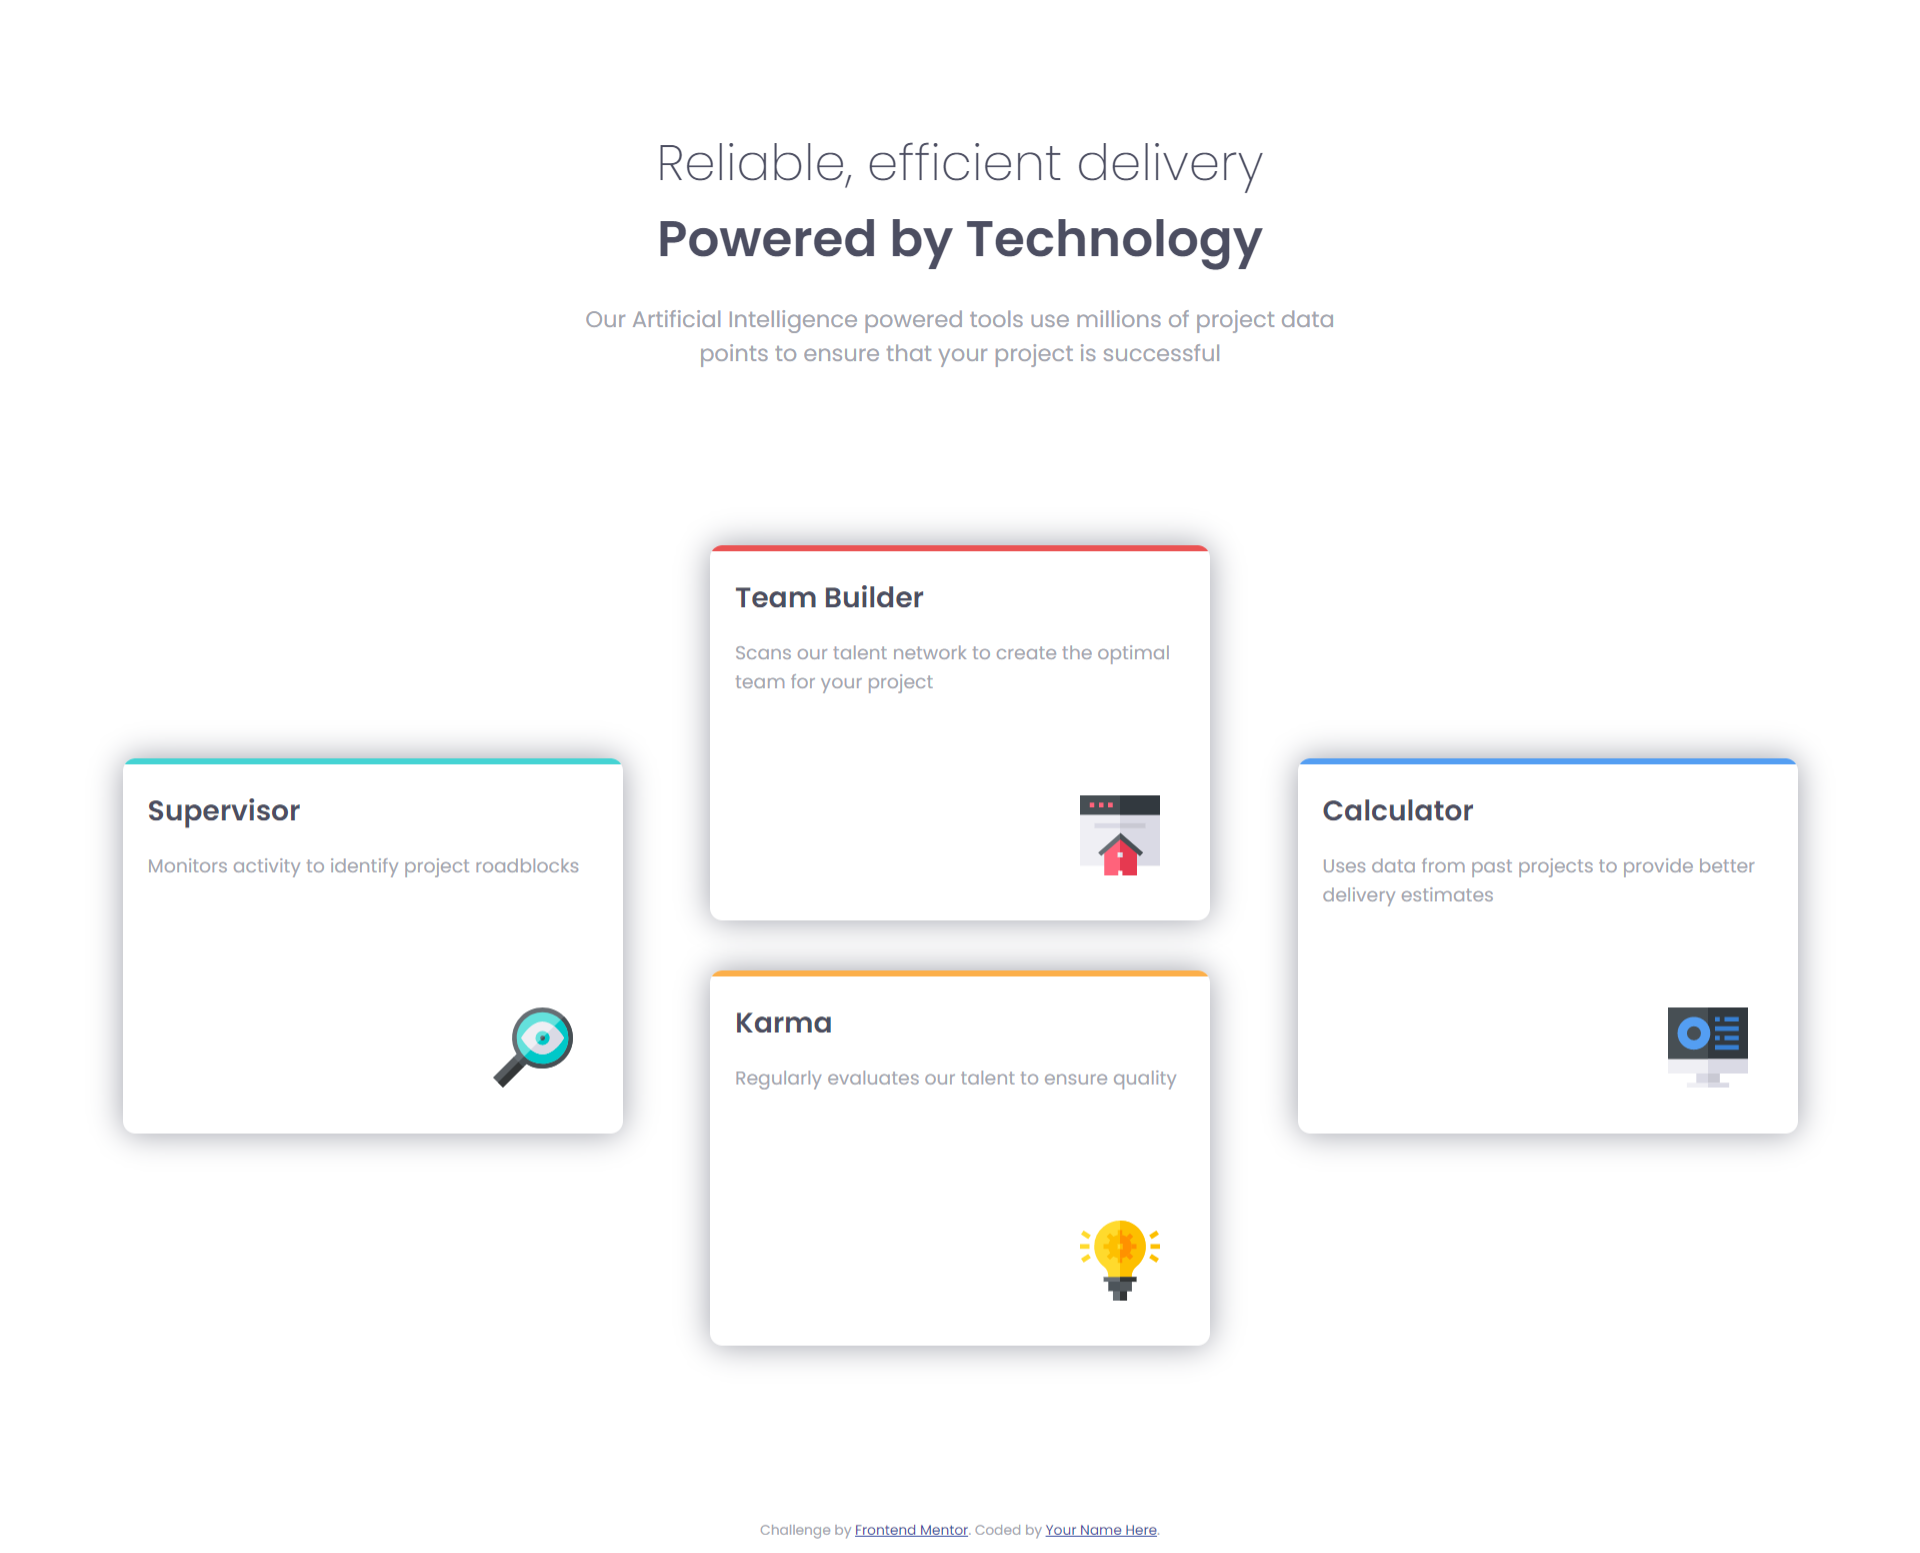 Reliable, efficient delivery
Powered by Technology
Our Artificial Intelligence powered tools use millions of project data
points to ensure that your project is successful
Team Builder
Scans our talent network to create the optimal
team for your project
Supervisor
Monitors activity to identify project roadblocks
Calculator
Uses data from past projects to provide better
delivery estimates
Karma
Regularly evaluates our talent to ensure quality
Challenge by Frontend Mentor. Coded by Your Name Here.